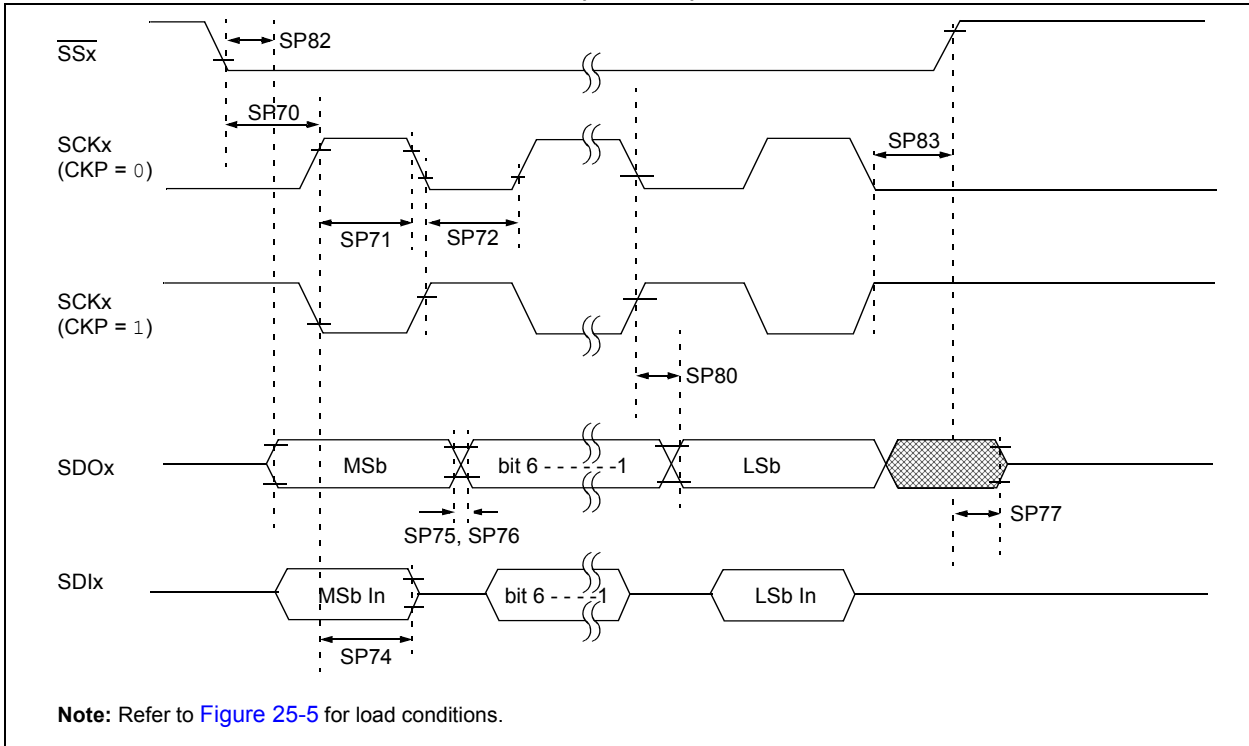 SSx
SP82
SP70
SCKx
(CKP = 0)
SP83
SP71
SP72
SCKx
(CKP = 1)
SP80
SDOx
MSb
bit 6 - - - - - -1
LSb
SP75, SP76
SP77
SDIx
MSb In
bit 6 - - - -1
LSb In
SP74
Note: Refer to Figure 25-5 for load conditions.